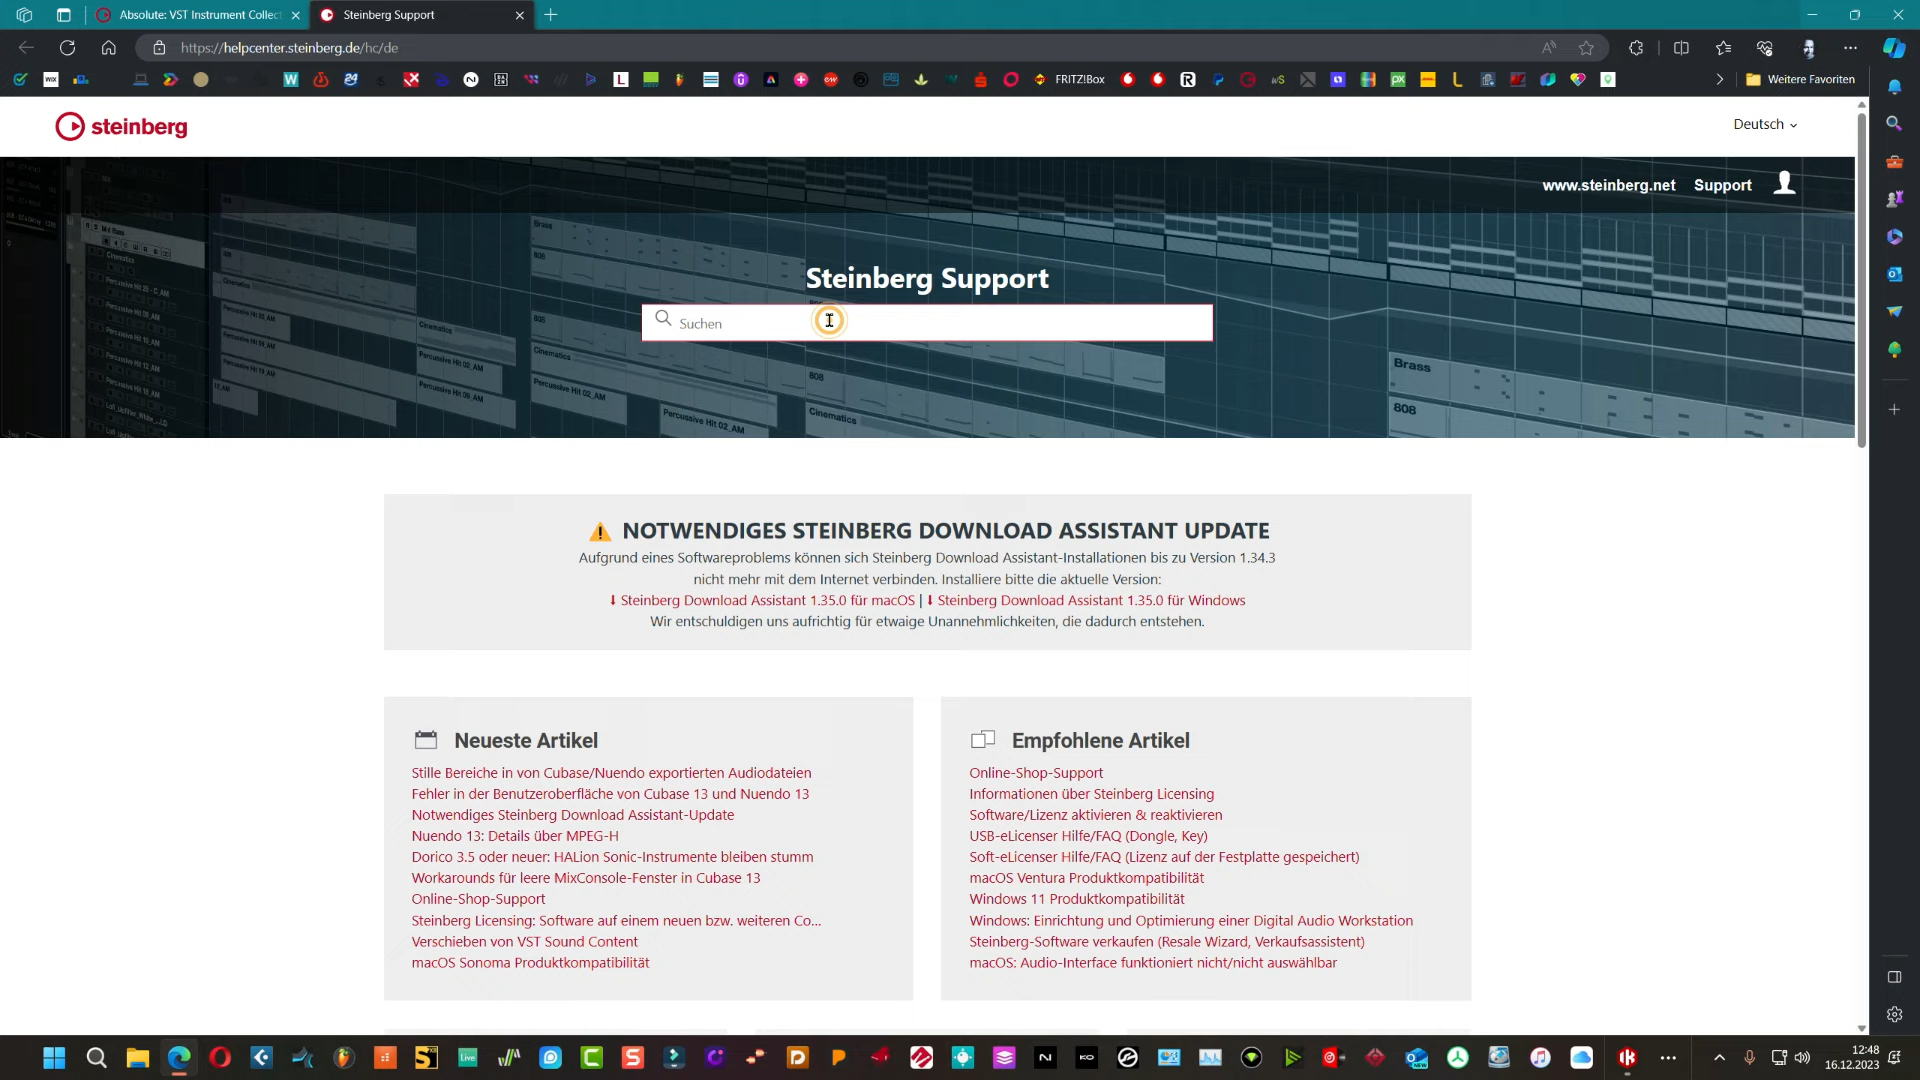 Absolute: VST Instrument Collec
Steinberg Support
https://helpcenter.steinberg.de/hc/de
FRITZ!Box
Weitere Favoriten
steinberg
Deutsch
www.steinberg.net
Support
Steinberg Support
Suchen
Brass
808
Cinematics
Percussive Hit 02_AM
NOTWENDIGES STEINBERG DOWNLOAD ASSISTANT UPDATE
Aufgrund eines Softwareproblems können sich Steinberg Download Assistant-Installationen bis zu Version 1.34.3
nicht mehr mit dem Internet verbinden. Installiere bitte die aktuelle Version:
⬇ Steinberg Download Assistant 1.35.0 für macOS | ⬇ Steinberg Download Assistant 1.35.0 für Windows
Wir entschuldigen uns aufrichtig für etwaige Unannehmlichkeiten, die dadurch entstehen.
Neueste Artikel
Stille Bereiche in von Cubase/Nuendo exportierten Audiodateien
Fehler in der Benutzeroberfläche von Cubase 13 und Nuendo 13
Notwendiges Steinberg Download Assistant-Update
Nuendo 13: Details über MPEG-H
Dorico 3.5 oder neuer: HALion Sonic-Instrumente bleiben stumm
Workarounds für leere MixConsole-Fenster in Cubase 13
Online-Shop-Support
Steinberg Licensing: Software auf einem neuen bzw. weiteren Co...
Verschieben von VST Sound Content
macOS Sonoma Produktkompatibilität
Empfohlene Artikel
Online-Shop-Support
Informationen über Steinberg Licensing
Software/Lizenz aktivieren & reaktivieren
USB-eLicenser Hilfe/FAQ (Dongle, Key)
Soft-eLicenser Hilfe/FAQ (Lizenz auf der Festplatte gespeichert)
macOS Ventura Produktkompatibilität
Windows 11 Produktkompatibilität
Windows: Einrichtung und Optimierung einer Digital Audio Workstation
Steinberg-Software verkaufen (Resale Wizard, Verkaufsassistent)
macOS: Audio-Interface funktioniert nicht/nicht auswählbar
12:48
16.12.2023